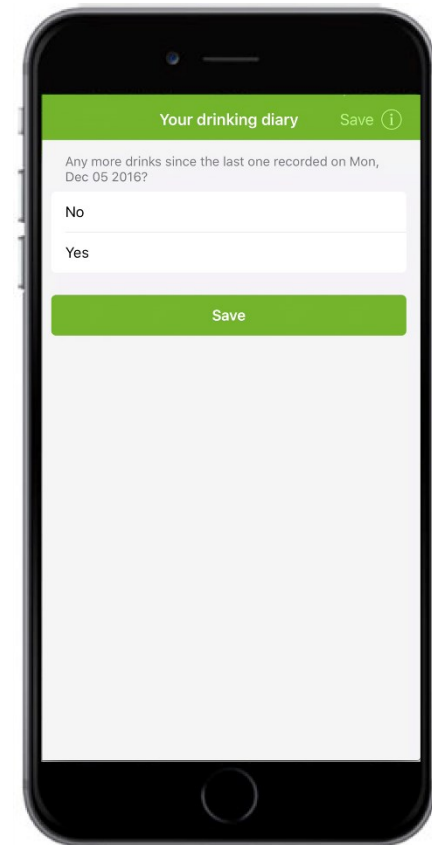 Your drinking diary Save
Any more drinks since the last one recorded on Mon,
Dec 05 2016?
No
Yes
Save